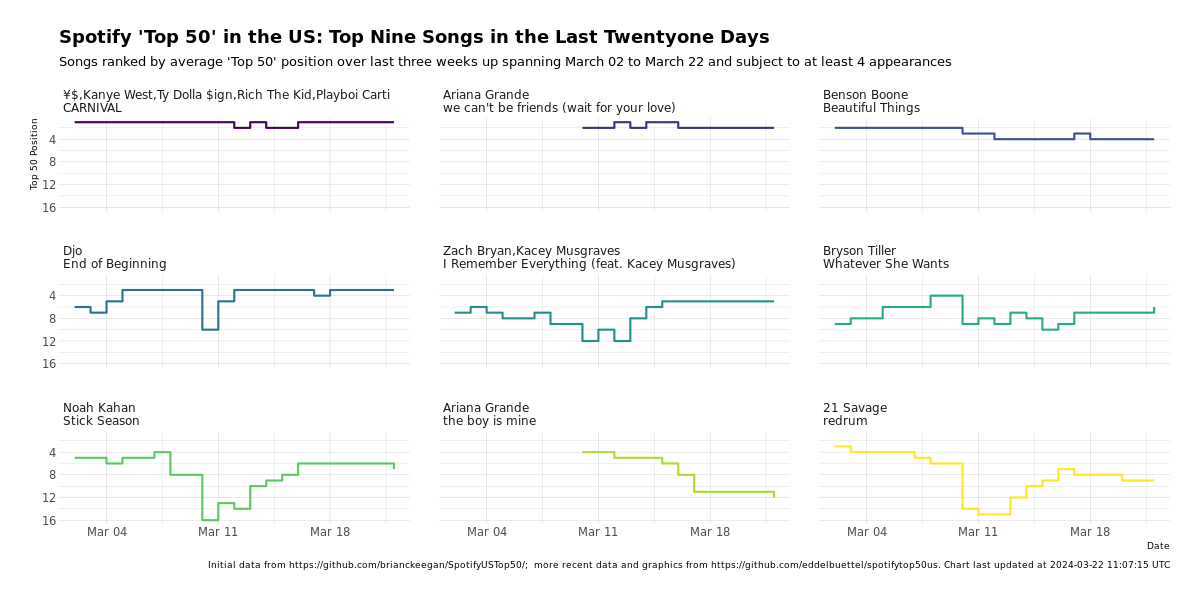 Spotify 'Top 50' in the US: Top Nine Songs in the Last Twentyone Days
Songs ranked by average 'Top 50' position over last three weeks up spanning March 02 to March 22 and subject to at least 4 appearances
¥$,Kanye West,Ty Dolla $ign,Rich The Kid,Playboi Carti
CARNIVAL
Ariana Grande
we can't be friends (wait for your love)
Benson Boone
Beautiful Things
Top 50 Position
4
8
12
16
Djo
End of Beginning
Zach Bryan,Kacey Musgraves
I Remember Everything (feat. Kacey Musgraves)
Bryson Tiller
Whatever She Wants
4
8
12
16
Noah Kahan
Stick Season
Ariana Grande
the boy is mine
21 Savage
redrum
4
8
12
16
Mar 04 Mar 11 Mar 18
Mar 04 Mar 11 Mar 18
Mar 04 Mar 11 Mar 18
Date
Initial data from https://github.com/brianckeegan/SpotifyUSTop50/;  more recent data and graphics from https://github.com/eddelbuettel/spotifytop50us. Chart last updated at 2024-03-22 11:07:15 UTC